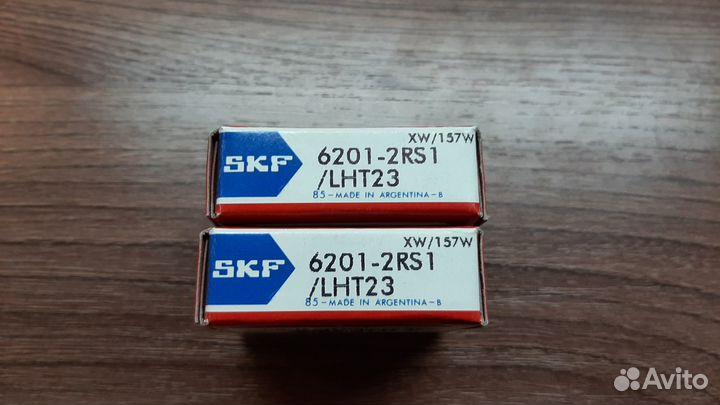 XW/157W
SKF
6201-2RS1
/LHT23
85-MADE IN ARGENTINA-B
XW/157W
SKF
6201-2RS1
/LHT23
85-MADE IN ARGENTINA-B
Avito